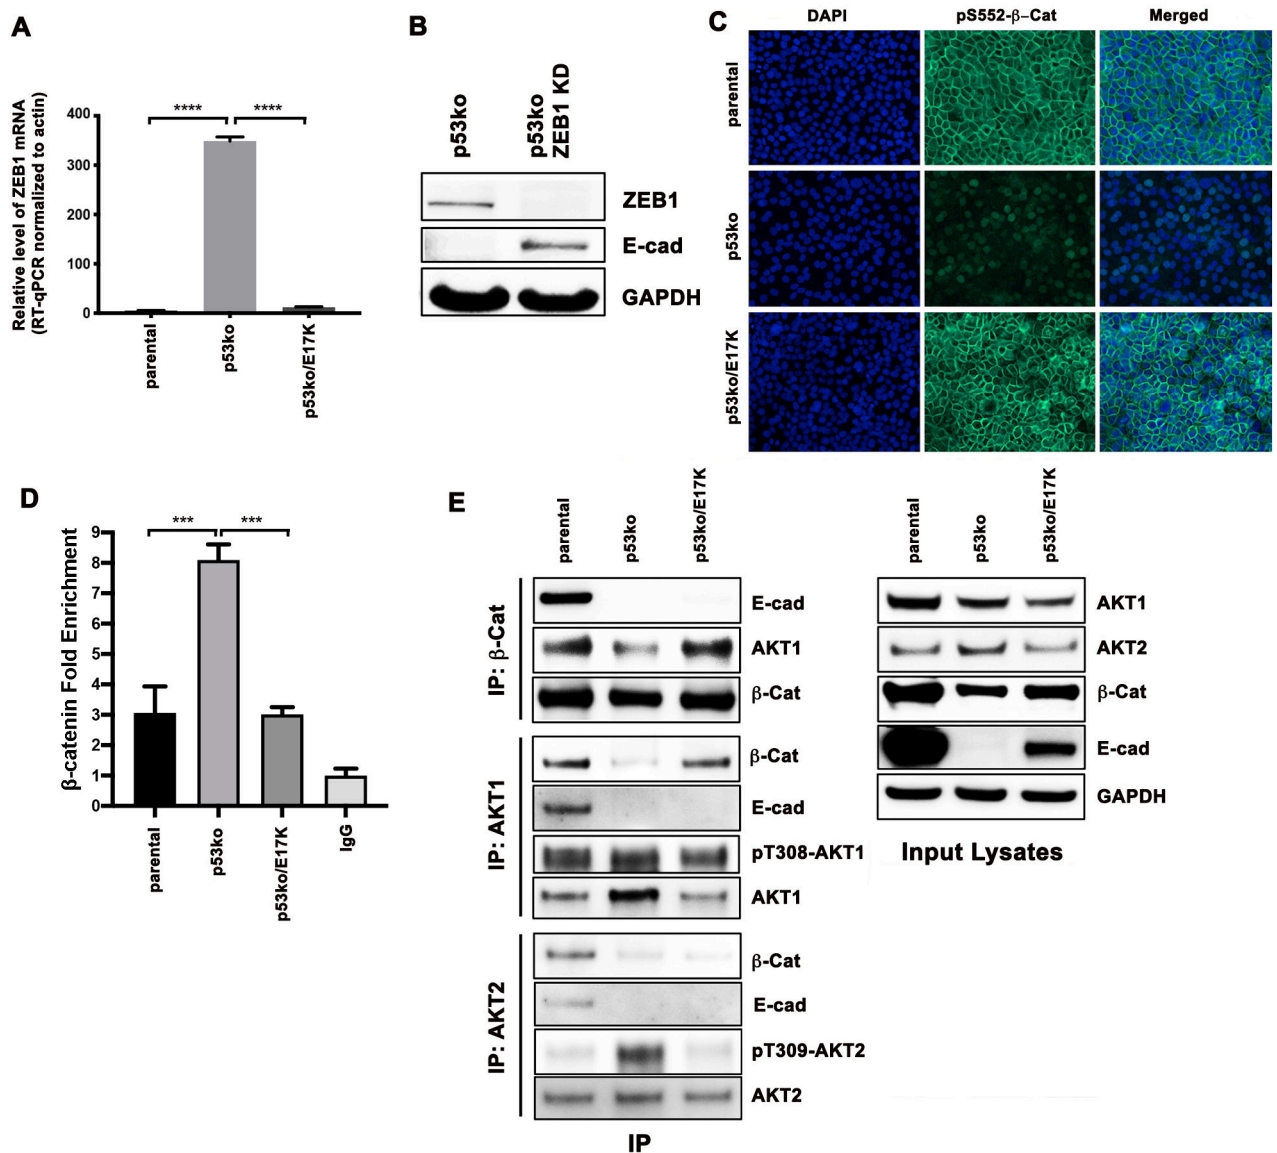 A
Relative level of ZEB1 mRNA
(RT-qPCR normalized to actin)
400
300
200
100
0
****
****
parental
p53ko
p53ko/E17K
B
p53ko
p53ko
ZEB1 KD
ZEB1
E-cad
GAPDH
C
DAPI
pS552-β–Cat
Merged
parental
p53ko
p53ko/E17K
D
β-catenin Fold Enrichment
9
8
7
6
5
4
3
2
1
0
***
***
parental
p53ko
p53ko/E17K
IgG
E
parental
p53ko
p53ko/E17K
IP: β-Cat
E-cad
AKT1
β-Cat
IP: AKT1
β-Cat
E-cad
pT308-AKT1
AKT1
IP: AKT2
β-Cat
E-cad
pT309-AKT2
AKT2
IP
parental
p53ko
p53ko/E17K
AKT1
AKT2
β-Cat
E-cad
GAPDH
Input Lysates